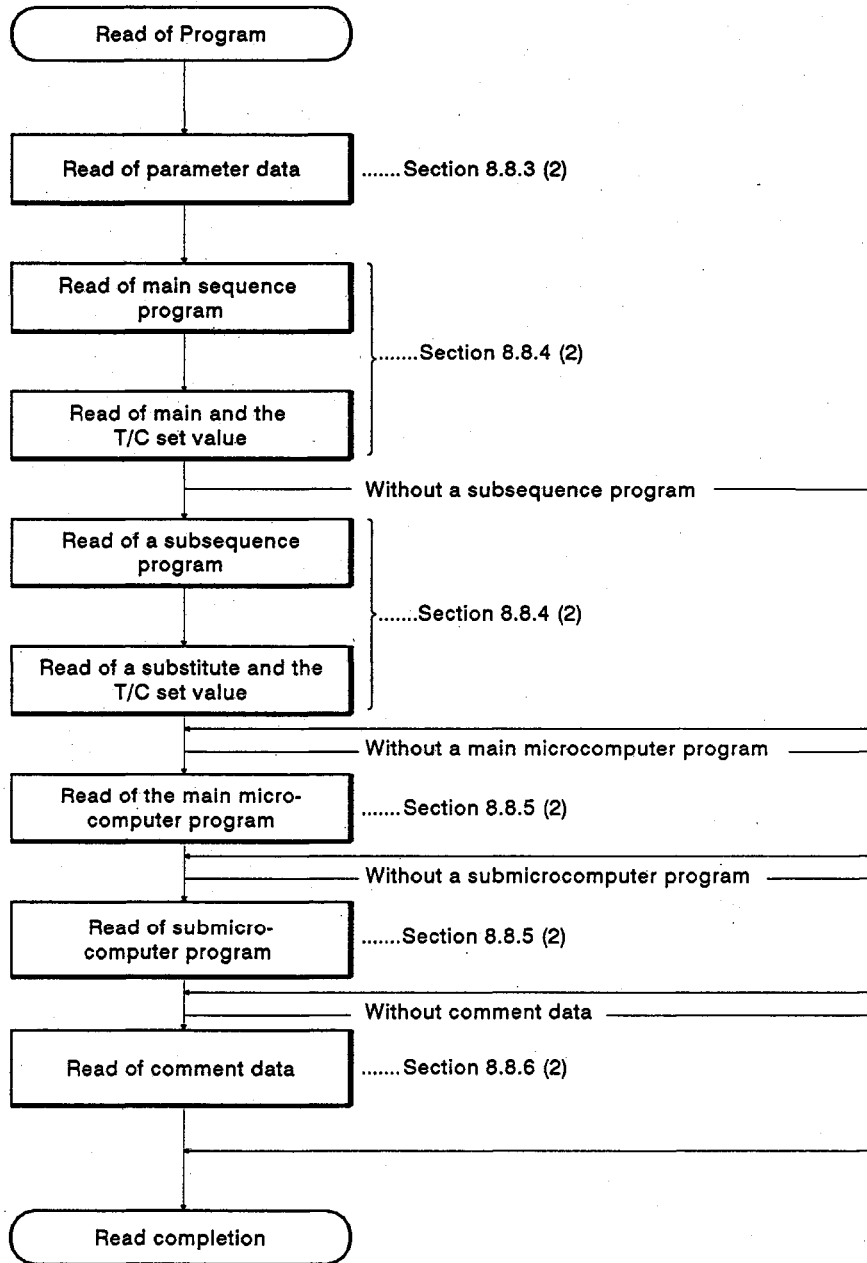 Read of Program
Read of parameter data
.......Section 8.8.3 (2)
Read of main sequence
program
.......Section 8.8.4 (2)
Read of main and the
T/C set value
Without a subsequence program
Read of a subsequence
program
.......Section 8.8.4 (2)
Read of a substitute and the
T/C set value
Without a main microcomputer program
Read of the main micro-
computer program
.......Section 8.8.5 (2)
Without a submicrocomputer program
Read of submicro-
computer program
.......Section 8.8.5 (2)
Without comment data
Read of comment data
.......Section 8.8.6 (2)
Read completion